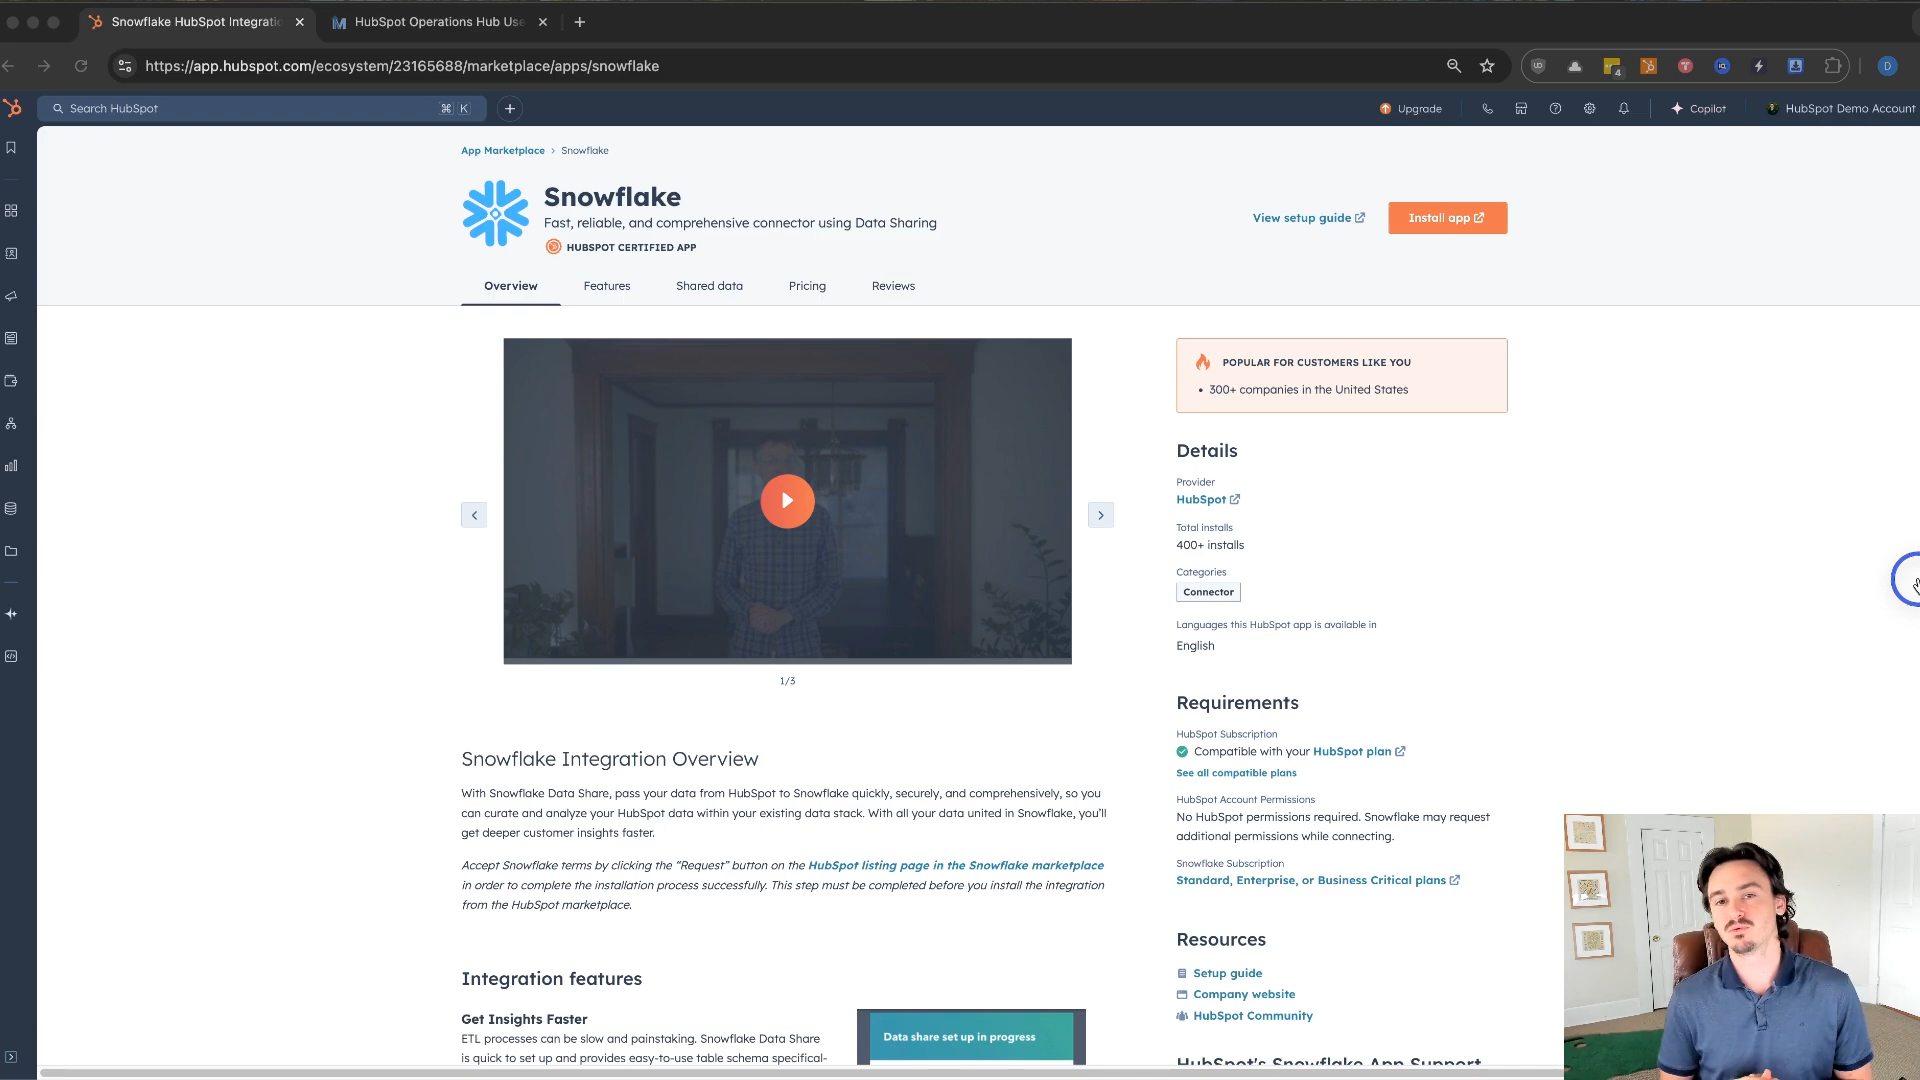 Snowflake HubSpot Integratio
HubSpot Operations Hub Use
https://app.hubspot.com/ecosystem/23165688/marketplace/apps/snowflake
4
D
Search HubSpot
⌘ K
Upgrade
Copilot
HubSpot Demo Account
App Marketplace > Snowflake
Snowflake
Fast, reliable, and comprehensive connector using Data Sharing
HUBSPOT CERTIFIED APP
View setup guide
Install app
Overview
Features
Shared data
Pricing
Reviews
1/3
Snowflake Integration Overview
With Snowflake Data Share, pass your data from HubSpot to Snowflake quickly, securely, and comprehensively, so you
can curate and analyze your HubSpot data within your existing data stack. With all your data united in Snowflake, you'll
get deeper customer insights faster.
Accept Snowflake terms by clicking the “Request” button on the HubSpot listing page in the Snowflake marketplace
in order to complete the installation process successfully. This step must be completed before you install the integration
from the HubSpot marketplace.
Integration features
Get Insights Faster
ETL processes can be slow and painstaking. Snowflake Data Share
is quick to set up and provides easy-to-use table schema specifical-
Data share set up in progress
POPULAR FOR CUSTOMERS LIKE YOU
• 300+ companies in the United States
Details
Provider
HubSpot
Total installs
400+ installs
Categories
Connector
Languages this HubSpot app is available in
English
Requirements
HubSpot Subscription
Compatible with your HubSpot plan
See all compatible plans
HubSpot Account Permissions
No HubSpot permissions required. Snowflake may request
additional permissions while connecting.
Snowflake Subscription
Standard, Enterprise, or Business Critical plans
Resources
Setup guide
Company website
HubSpot Community
HubSpot's Snowflake App Support